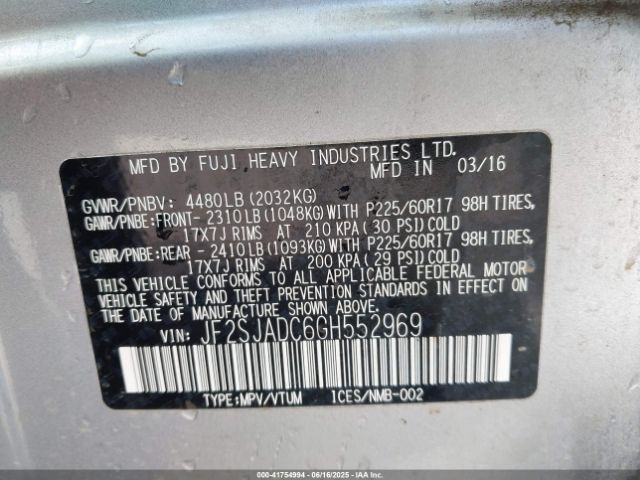 MFD BY FUJI HEAVY INDUSTRIES LTD.
MFD IN 03/16
GVWR/PNBV: 4480LB(2032KG)
GAWR/PNBE:FRONT- 2310LB(1048KG)WITH P225/60R17 98H TIRES,
17X7J RIMS AT 210 KPA(30 PSI)COLD
GAWR/PNBE:REAR - 2410LB(1093KG)WITH P225/60R17 98H TIRES,
17X7J RIMS AT 200 KPA(29 PSI)COLD
THIS VEHICLE CONFORMS TO ALL APPLICABLE FEDERAL MOTOR
VEHICLE SAFETY AND THEFT PREVENTION STANDARDS IN EFFECT
ON THE DATE OF MANUFACTURE SHOWN ABOVE.
VIN: JF2SJADC6GH552969
TYPE:MPV/VTUM ICES/NMB-002
000-41754994 | 06/16/2025 - IAAI.COM